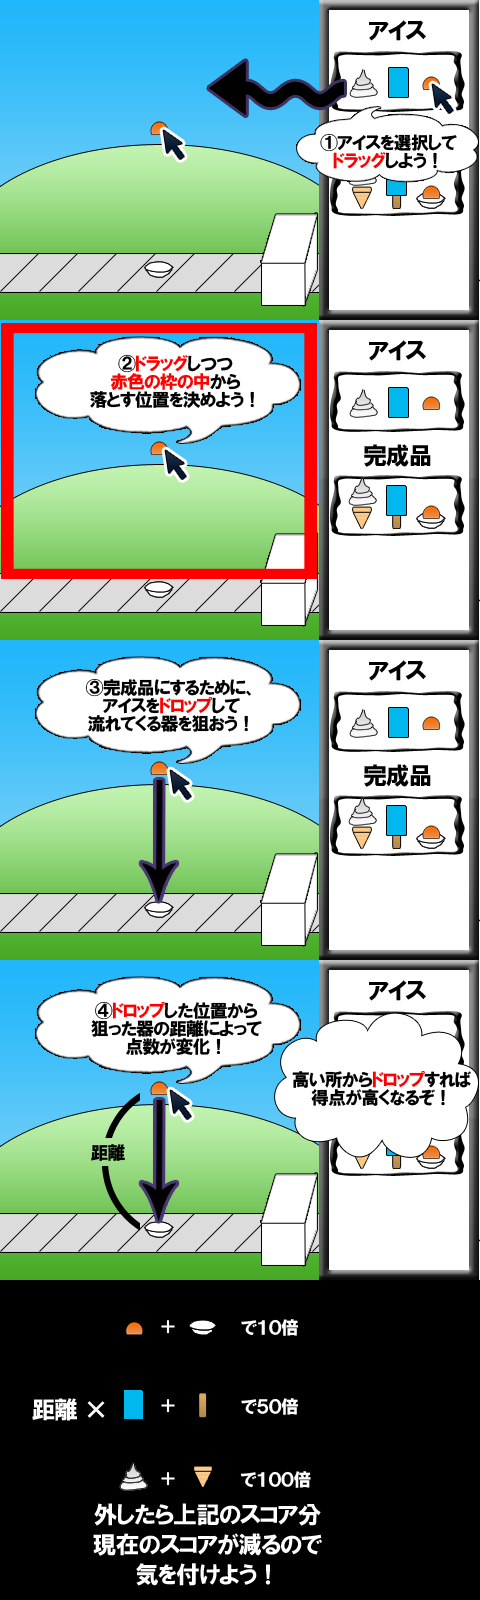 アイス
①アイスを選択して
ドラッグしよう！
②ドラッグしつつ
赤色の枠の中から
落とす位置を決めよう！
アイス
完成品
③完成品にするために、
アイスをドロップして
流れてくる器を狙おう！
アイス
完成品
④ドロップした位置から
狙った器の距離によって
点数が変化！
アイス
高い所からドロップすれば
得点が高くなるぞ！
距離
+ で10倍
距離 × + で50倍
+ で100倍
外したら上記のスコア分
現在のスコアが減るので
気を付けよう！